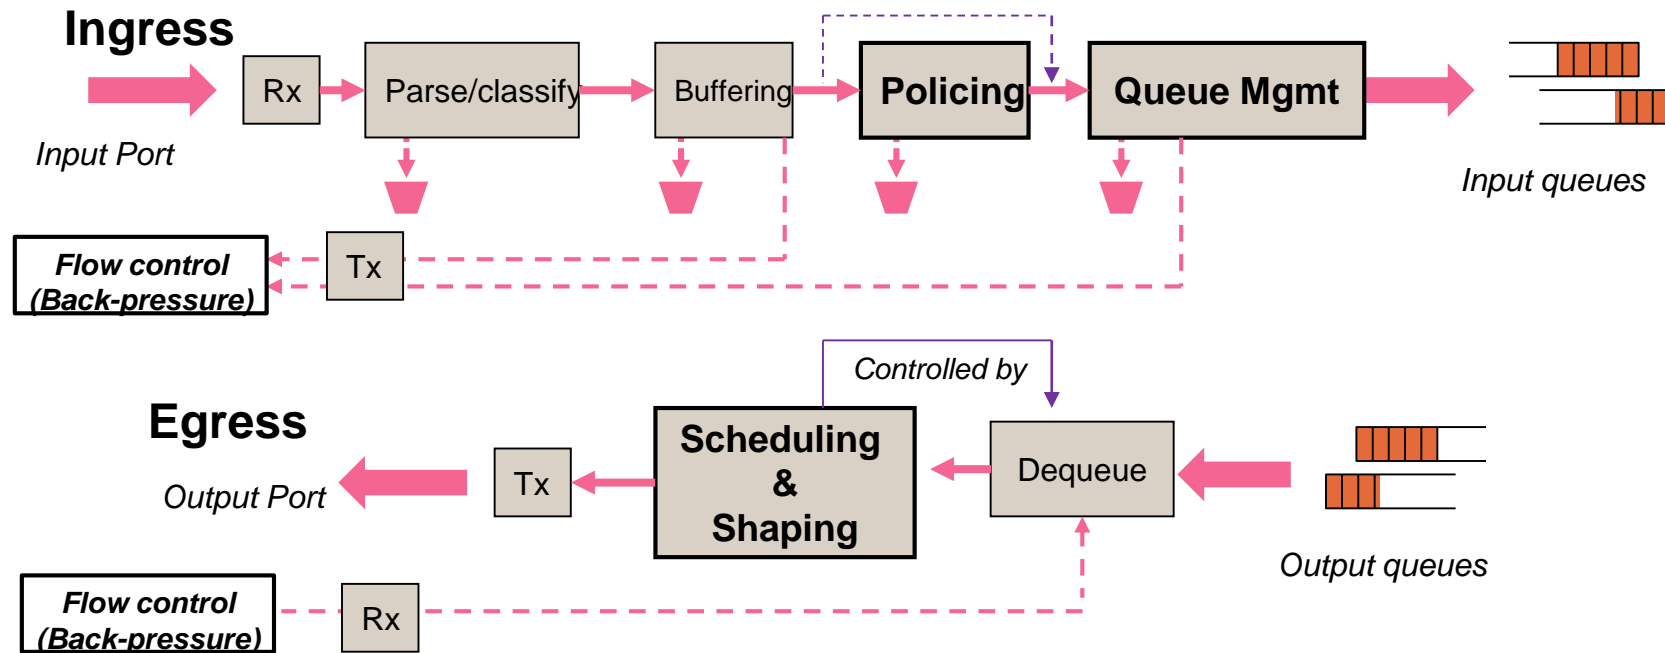 Ingress
Rx
Parse/classify
Buffering
Policing
Queue Mgmt
Input Port
Input queues
Flow control
(Back-pressure)
Tx
Controlled by
Egress
Output Port
Tx
Scheduling
&
Shaping
Dequeue
Output queues
Flow control
(Back-pressure)
Rx